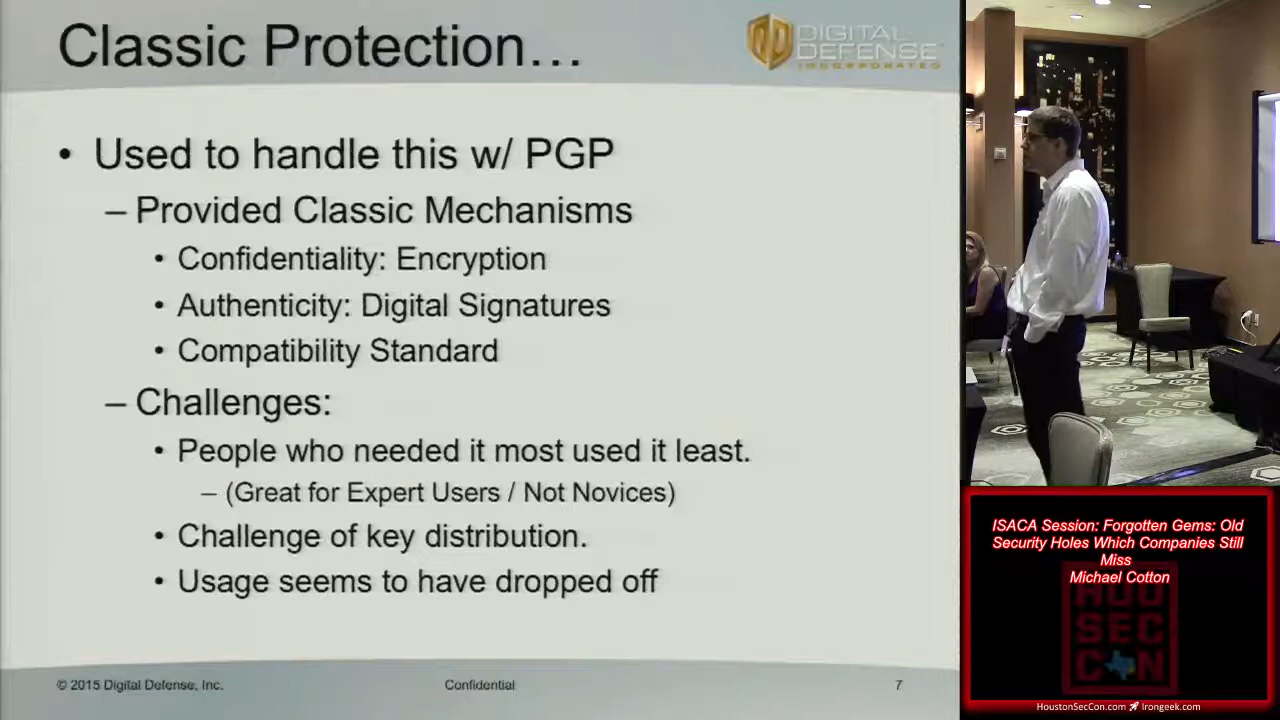 Classic Protection…
DIGITAL
DEFENSE
INCORPORATED
• Used to handle this w/ PGP
– Provided Classic Mechanisms
• Confidentiality: Encryption
• Authenticity: Digital Signatures
• Compatibility Standard
– Challenges:
• People who needed it most used it least.
– (Great for Expert Users / Not Novices)
• Challenge of key distribution.
• Usage seems to have dropped off
© 2015 Digital Defense, Inc.
Confidential
7
ISACA Session: Forgotten Gems: Old
Security Holes Which Companies Still
Miss
Michael Cotton
HOU
SEC
CON
HoustonSecCon.com Irongeek.com